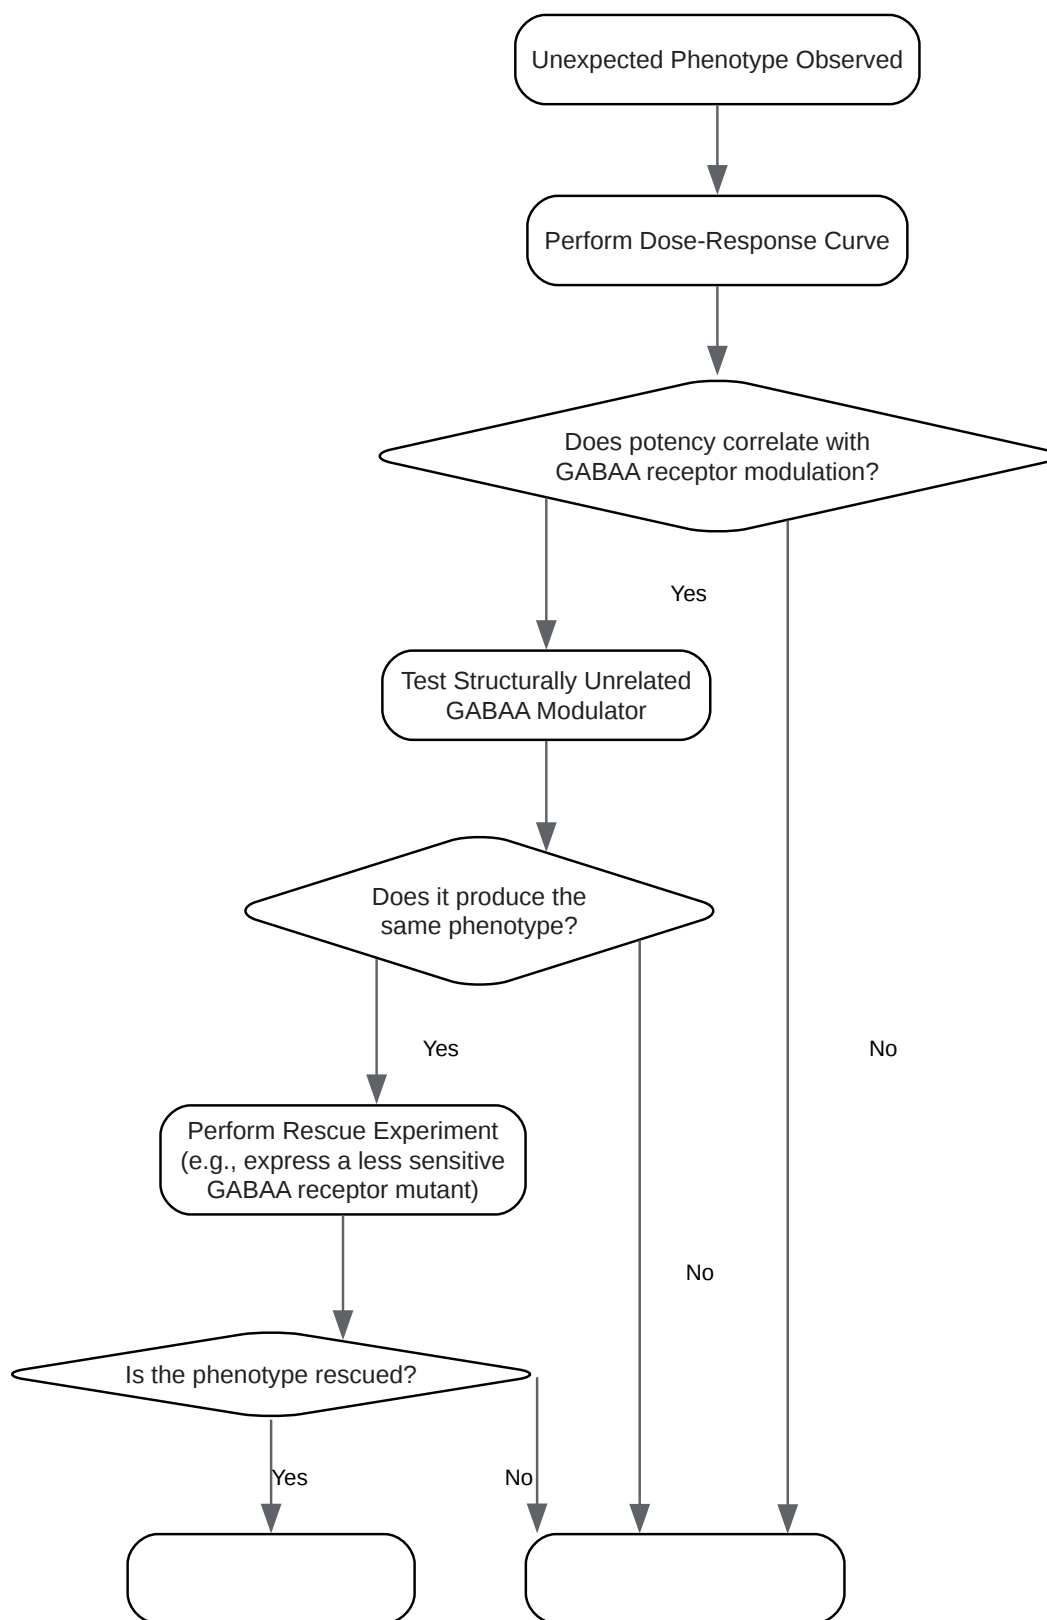 Unexpected Phenotype Observed
Perform Dose-Response Curve
Does potency correlate with
GABAA receptor modulation?
Yes
Test Structurally Unrelated
GABAA Modulator
Does it produce the
same phenotype?
Yes
No
Perform Rescue Experiment
(e.g., express a less sensitive
GABAA receptor mutant)
No
Is the phenotype rescued?
Yes
No